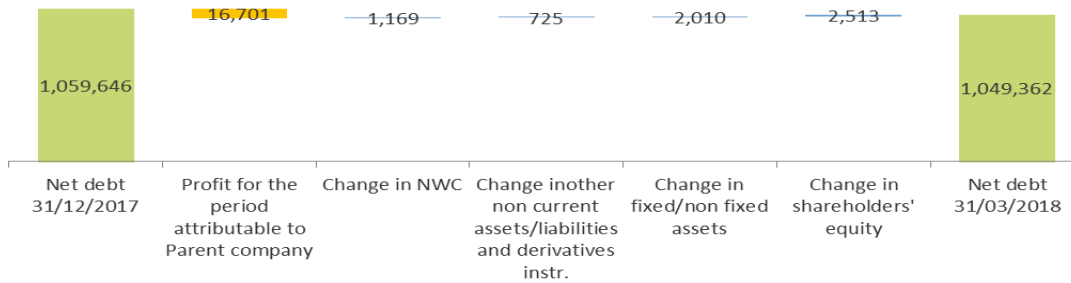 16,701
1,169
725
2,010
2,513
1,059,646
1,049,362
Net debt
31/12/2017
Profit for the
period
attributable to
Parent company
Change in NWC
Change inother
non current
assets/liabilities
and derivatives
instr.
Change in
fixed/non fixed
assets
Change in
shareholders'
equity
Net debt
31/03/2018